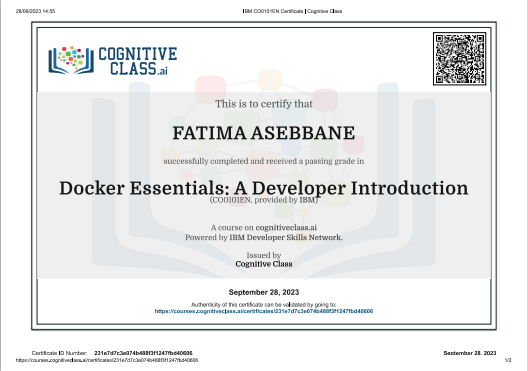 28/09/2023 14:55 IBM CO0101EN Certificate | Cognitive Class
COGNITIVE
CLASS.ai
This is to certify that
FATIMA ASEBBANE
successfully completed and received a passing grade in
Docker Essentials: A Developer Introduction
(CO0101EN, provided by IBM)
A course on cognitiveclass.ai
Powered by IBM Developer Skills Network.
Issued by
Cognitive Class
September 28, 2023
Authenticity of this certificate can be validated by going to:
https://courses.cognitiveclass.ai/certificates/231e7d7c3e074b488f3f1247fbd40606
Certificate ID Number: 231e7d7c3e074b488f3f1247fbd40606 September 28, 2023
https://courses.cognitiveclass.ai/certificates/231e7d7c3e074b488f3f1247fbd40606 1/2